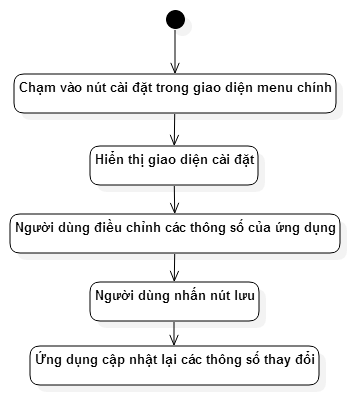 Chạm vào nút cài đặt trong giao diện menu chính
Hiển thị giao diện cài đặt
Người dùng điều chỉnh các thông số của ứng dụng
Người dùng nhấn nút lưu
Ứng dụng cập nhật lại các thông số thay đổi